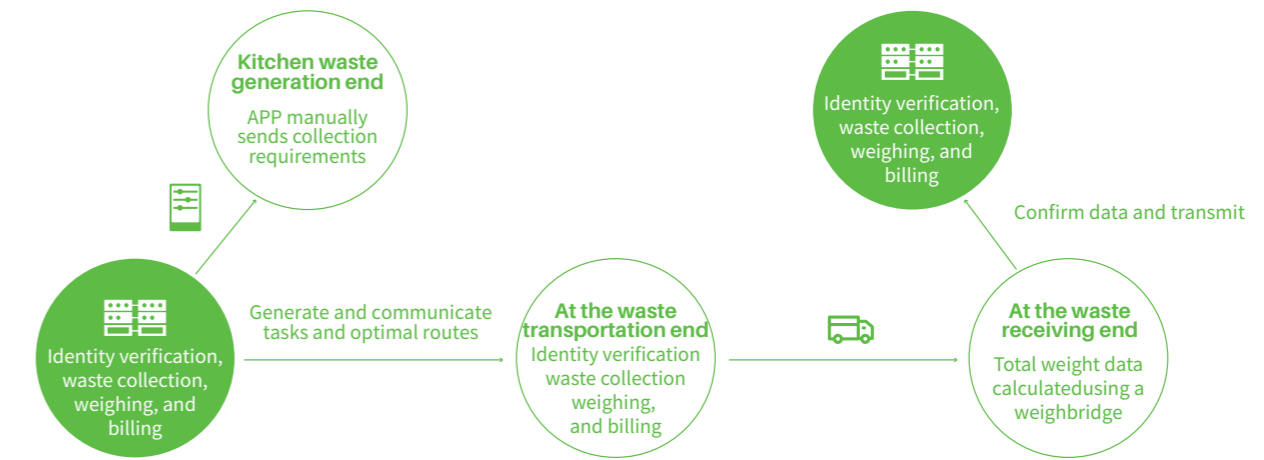 Kitchen waste
generation end
APP manually
sends collection
requirements
Identity verification,
waste collection,
weighing, and
billing
Confirm data and transmit
Identity verification,
waste collection,
weighing, and
billing
Generate and communicate
tasks and optimal routes
At the waste
transportation end
Identity verification
waste collection
weighing,
and billing
At the waste
receiving end
Total weight data
calculatedusing a
weighbridge